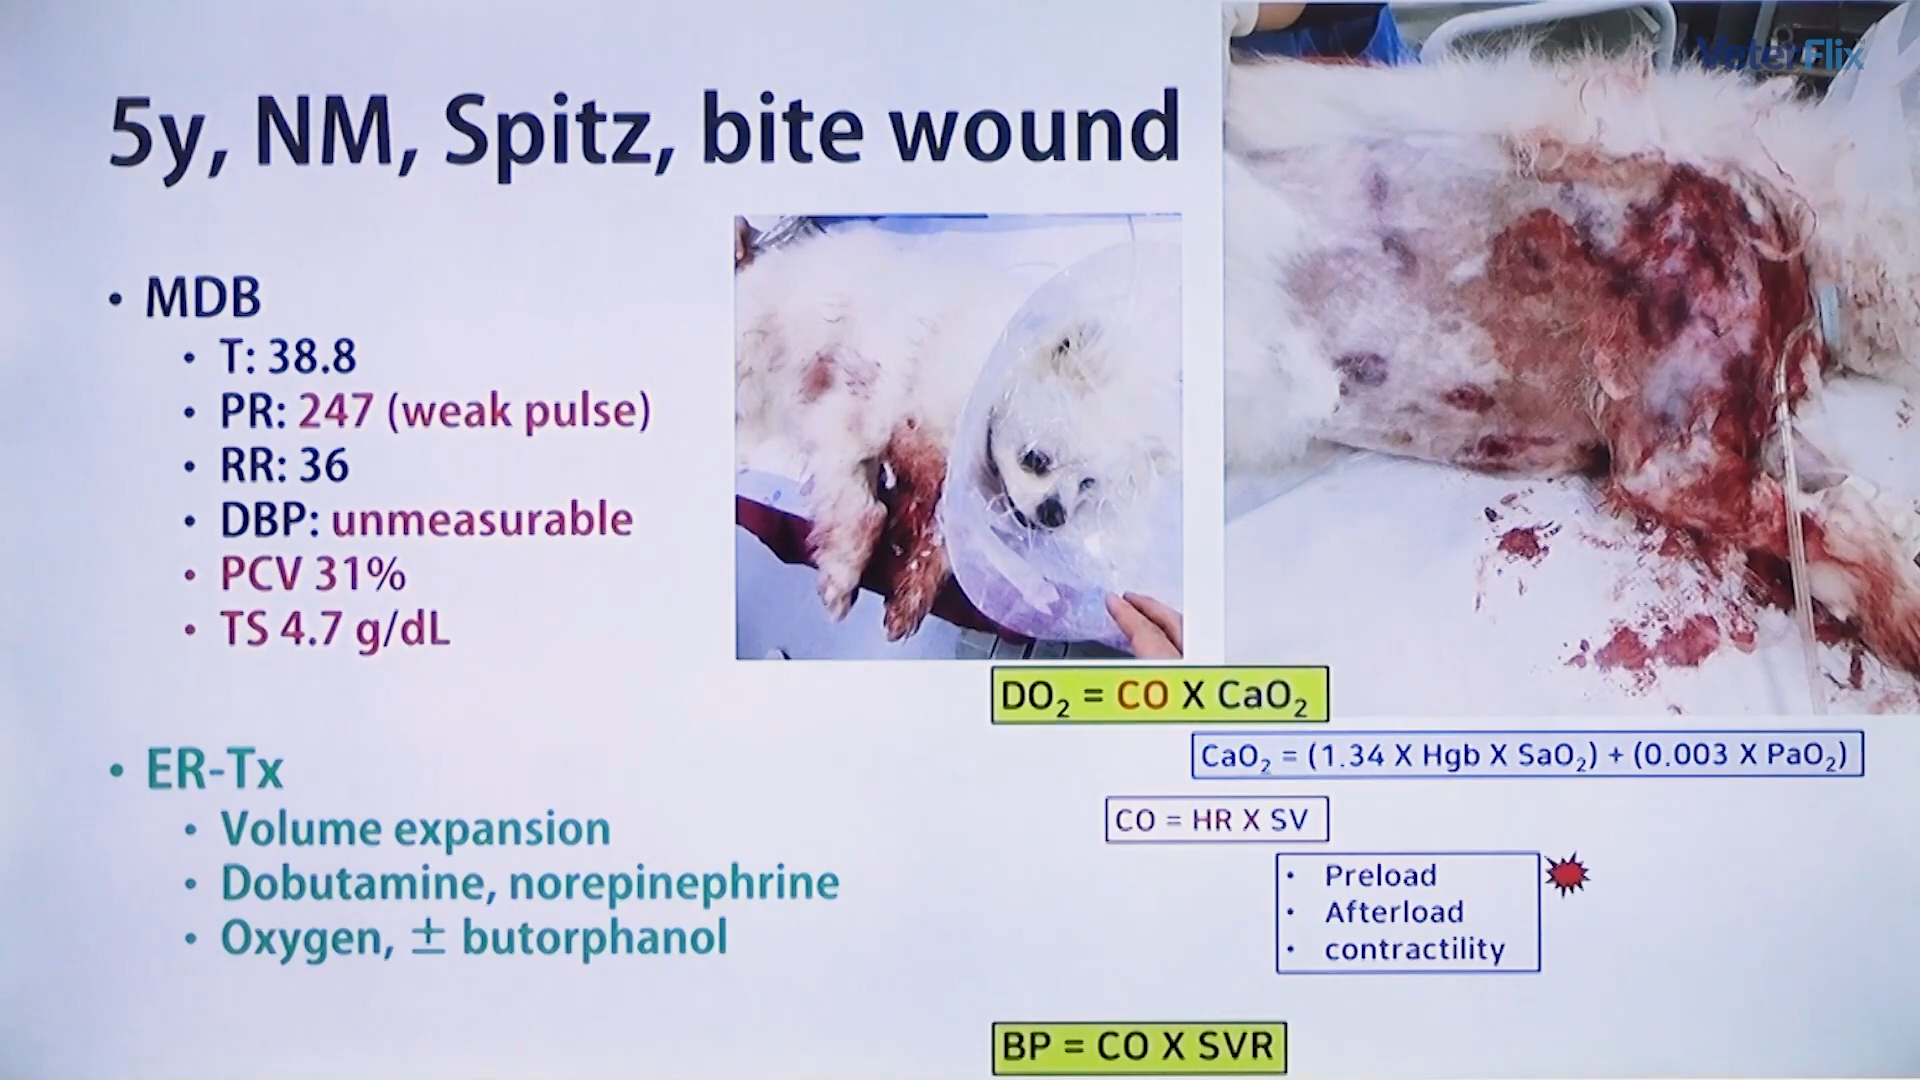 VeterFlix
5y, NM, Spitz, bite wound
• MDB
• T: 38.8
• PR: 247 (weak pulse)
• RR: 36
• DBP: unmeasurable
• PCV 31%
• TS 4.7 g/dL
DO₂ = CO X CaO₂
CaO₂ = (1.34 X Hgb X SaO₂) + (0.003 X PaO₂)
CO = HR X SV
• Preload
• Afterload
• contractility
• ER-Tx
• Volume expansion
• Dobutamine, norepinephrine
• Oxygen, ± butorphanol
BP = CO X SVR